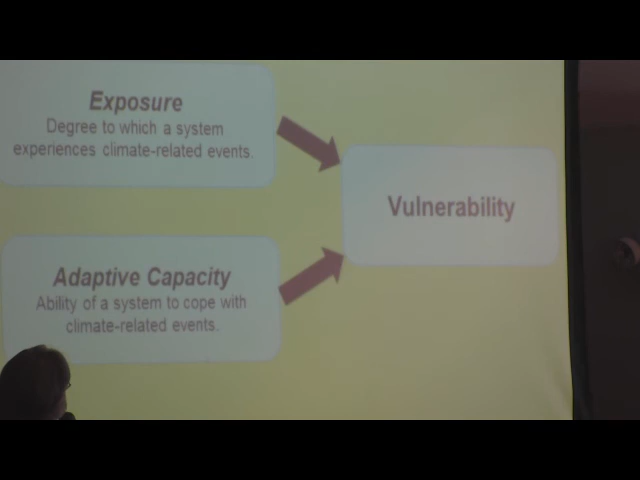 Exposure
Degree to which a system
experiences climate-related events.
Vulnerability
Adaptive Capacity
Ability of a system to cope with
climate-related events.